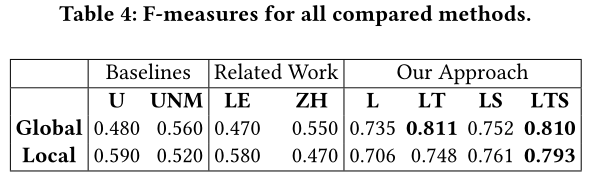 Table 4: F-measures for all compared methods.
Baselines Related Work Our Approach
U UNM LE ZH L LT LS LTS
Global 0.480 0.560 0.470 0.550 0.735 0.811 0.752 0.810
Local 0.590 0.520 0.580 0.470 0.706 0.748 0.761 0.793